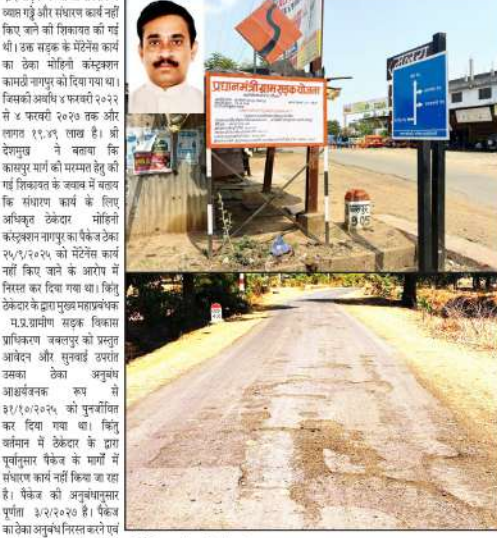 व्याप्त गड्ढे और संधारण कार्य नहीं
किए जाने की शिकायत की गई
थी। उक्त सड़क के मेंटेनेंस कार्य
का ठेका मोहिनी कंस्ट्रक्शन
कामठी नागपुर को दिया गया था।
जिसकी अवधि ४ फरवरी २०२२
से ४ फरवरी २०२७ तक और
लागत १९.४९ लाख है। श्री
देशमुख ने बताया कि
कासपुर मार्ग की मरम्मत हेतु की
गई शिकायत के जवाब में बताय
कि संधारण कार्य के लिए
अधिकृत ठेकेदार मोहिनी
कंस्ट्रक्शन नागपुर का पैकेज ठेका
२५/९/२०२५ को मेंटेनेंस कार्य
नहीं किए जाने के आरोप में
निरस्त कर दिया गया था। किंतु
ठेकेदार के द्वारा मुख्य महाप्रबंधक
म.प्र.ग्रामीण सड़क विकास
प्राधिकरण जबलपुर को प्रस्तुत
आवेदन और सुनवाई उपरांत
उसका ठेका अनुबंध
आश्चर्यजनक रूप से
३१/१०/२०२५ को पुनर्जीवित
कर दिया गया था। किंतु
वर्तमान में ठेकेदार के द्वारा
पूर्वानुसार पैकेज के मार्गों में
संधारण कार्य नहीं किया जा रहा
है। पैकेज की अनुबंधानुसार
पूर्णता ३/२/२०२७ है। पैकेज
का ठेका अनुबंध निरस्त करने एवं
प्रधानमंत्री ग्राम सड़क योजना